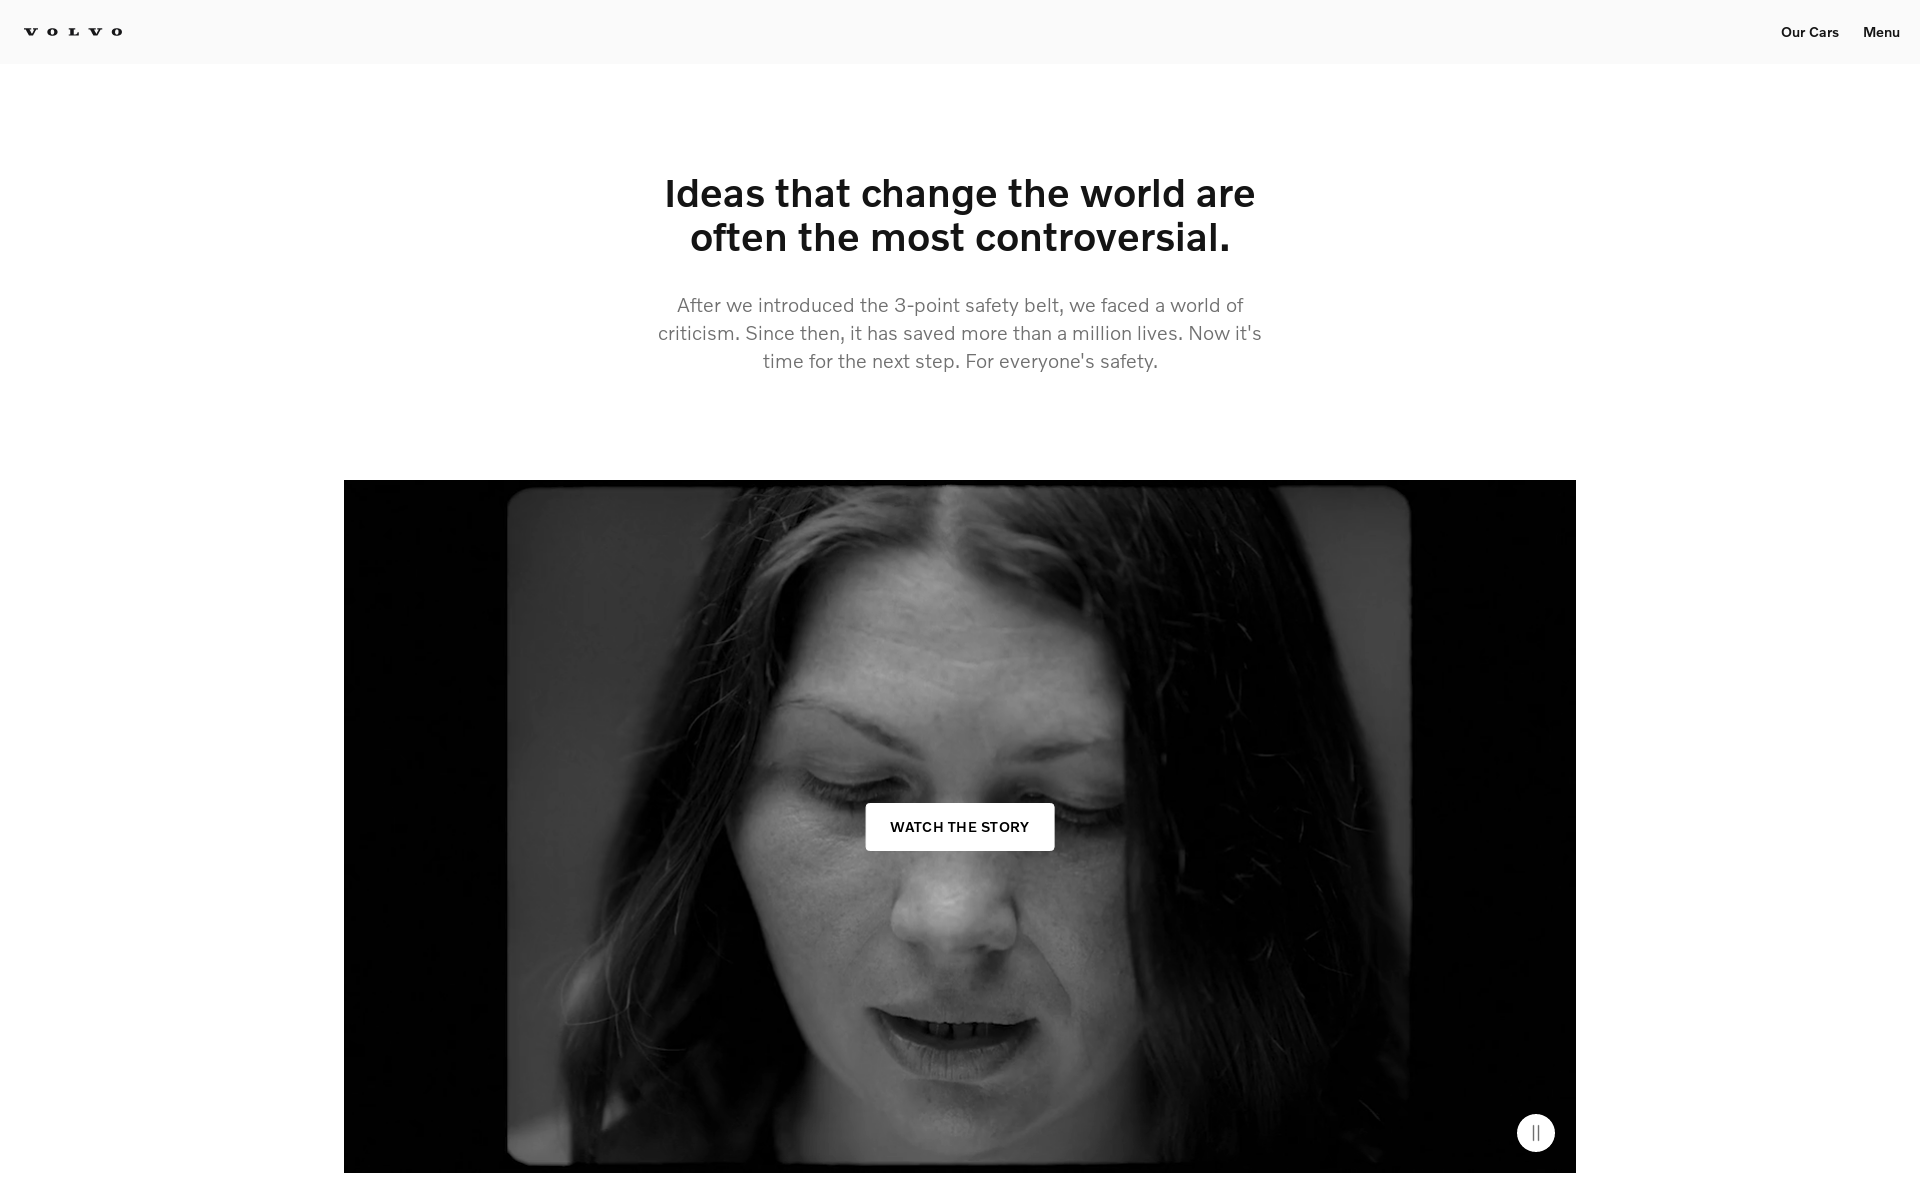 VOLVO
Our Cars
Menu
Ideas that change the world are
often the most controversial.
After we introduced the 3-point safety belt, we faced a world of
criticism. Since then, it has saved more than a million lives. Now it's
time for the next step. For everyone's safety.
WATCH THE STORY